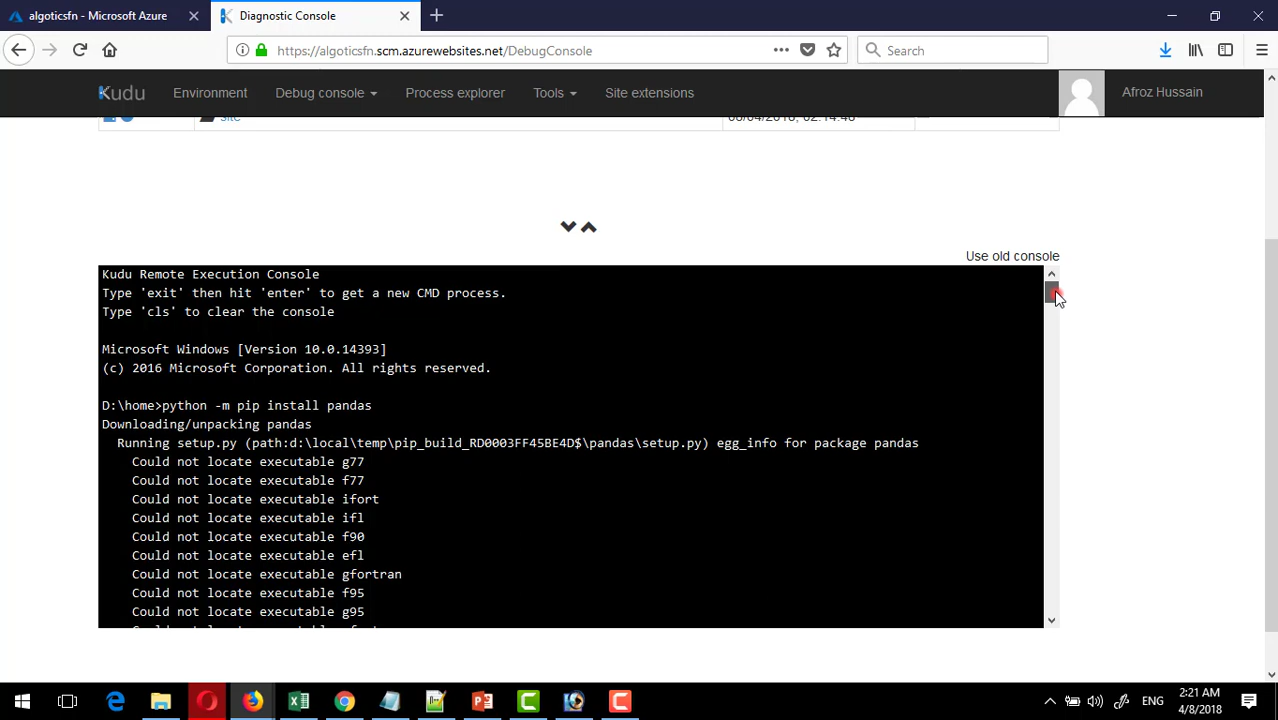 algoticsfn - Microsoft Azure
Diagnostic Console
https://algoticsfn.scm.azurewebsites.net/DebugConsole
Search
Kudu
Environment
Debug console
Process explorer
Tools
Site extensions
Afroz Hussain
site
Use old console
Kudu Remote Execution Console
Type 'exit' then hit 'enter' to get a new CMD process.
Type 'cls' to clear the console
Microsoft Windows [Version 10.0.14393]
(c) 2016 Microsoft Corporation. All rights reserved.
D:\home>python -m pip install pandas
Downloading/unpacking pandas
Running setup.py (path:d:\local\temp\pip_build_RD0003FF45BE4D$\pandas\setup.py) egg_info for package pandas
Could not locate executable g77
Could not locate executable f77
Could not locate executable ifort
Could not locate executable ifl
Could not locate executable f90
Could not locate executable efl
Could not locate executable gfortran
Could not locate executable f95
Could not locate executable g95
ENG
2:21 AM
4/8/2018